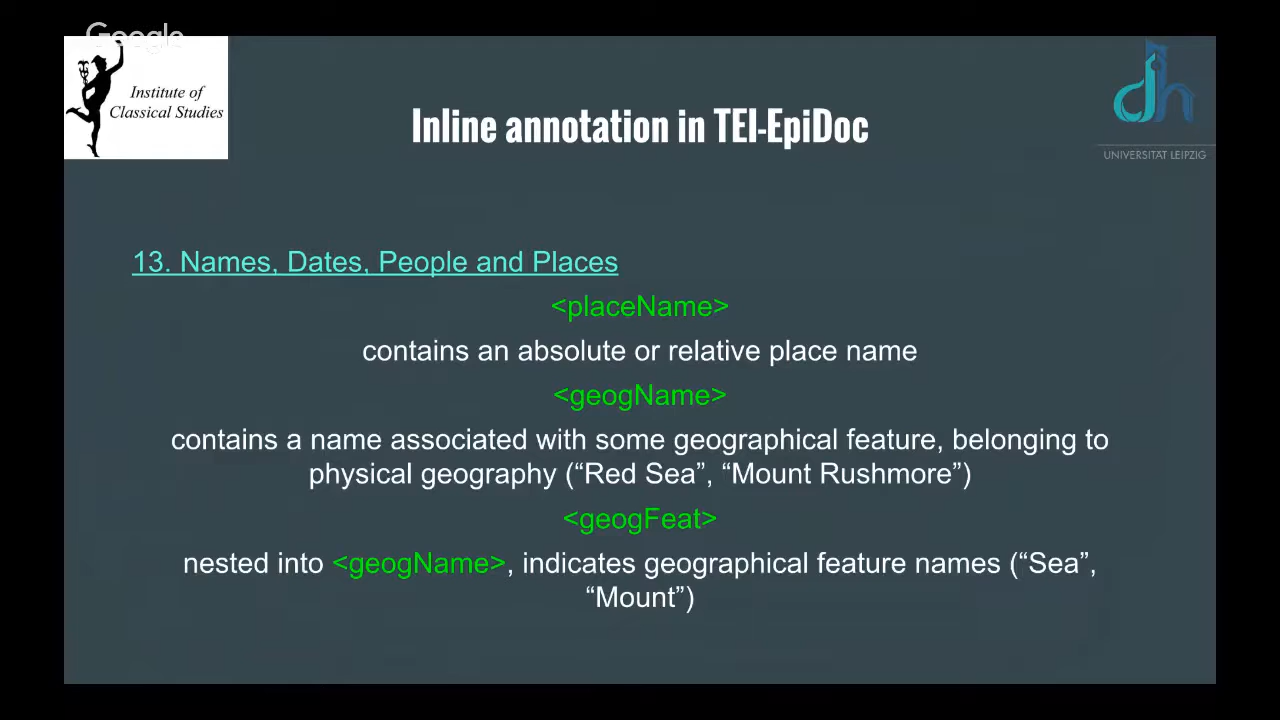 Google
Institute of
Classical Studies
dh
UNIVERSITÄT LEIPZIG
Inline annotation in TEI-EpiDoc
13. Names, Dates, People and Places
<placeName>
contains an absolute or relative place name
<geogName>
contains a name associated with some geographical feature, belonging to
physical geography (“Red Sea”, “Mount Rushmore”)
<geogFeat>
nested into <geogName>, indicates geographical feature names (“Sea”,
“Mount”)